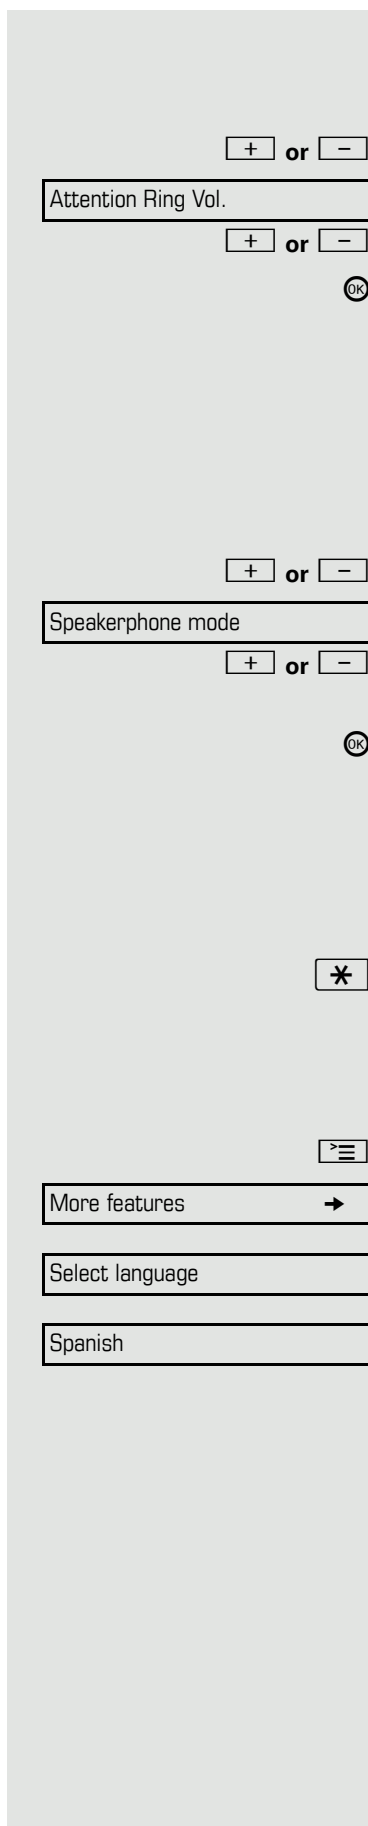 + or −
Attention Ring Vol.
+ or −
OK
+ or −
Speakerphone mode
+ or −
OK
*
>
More features →
Select language
Spanish